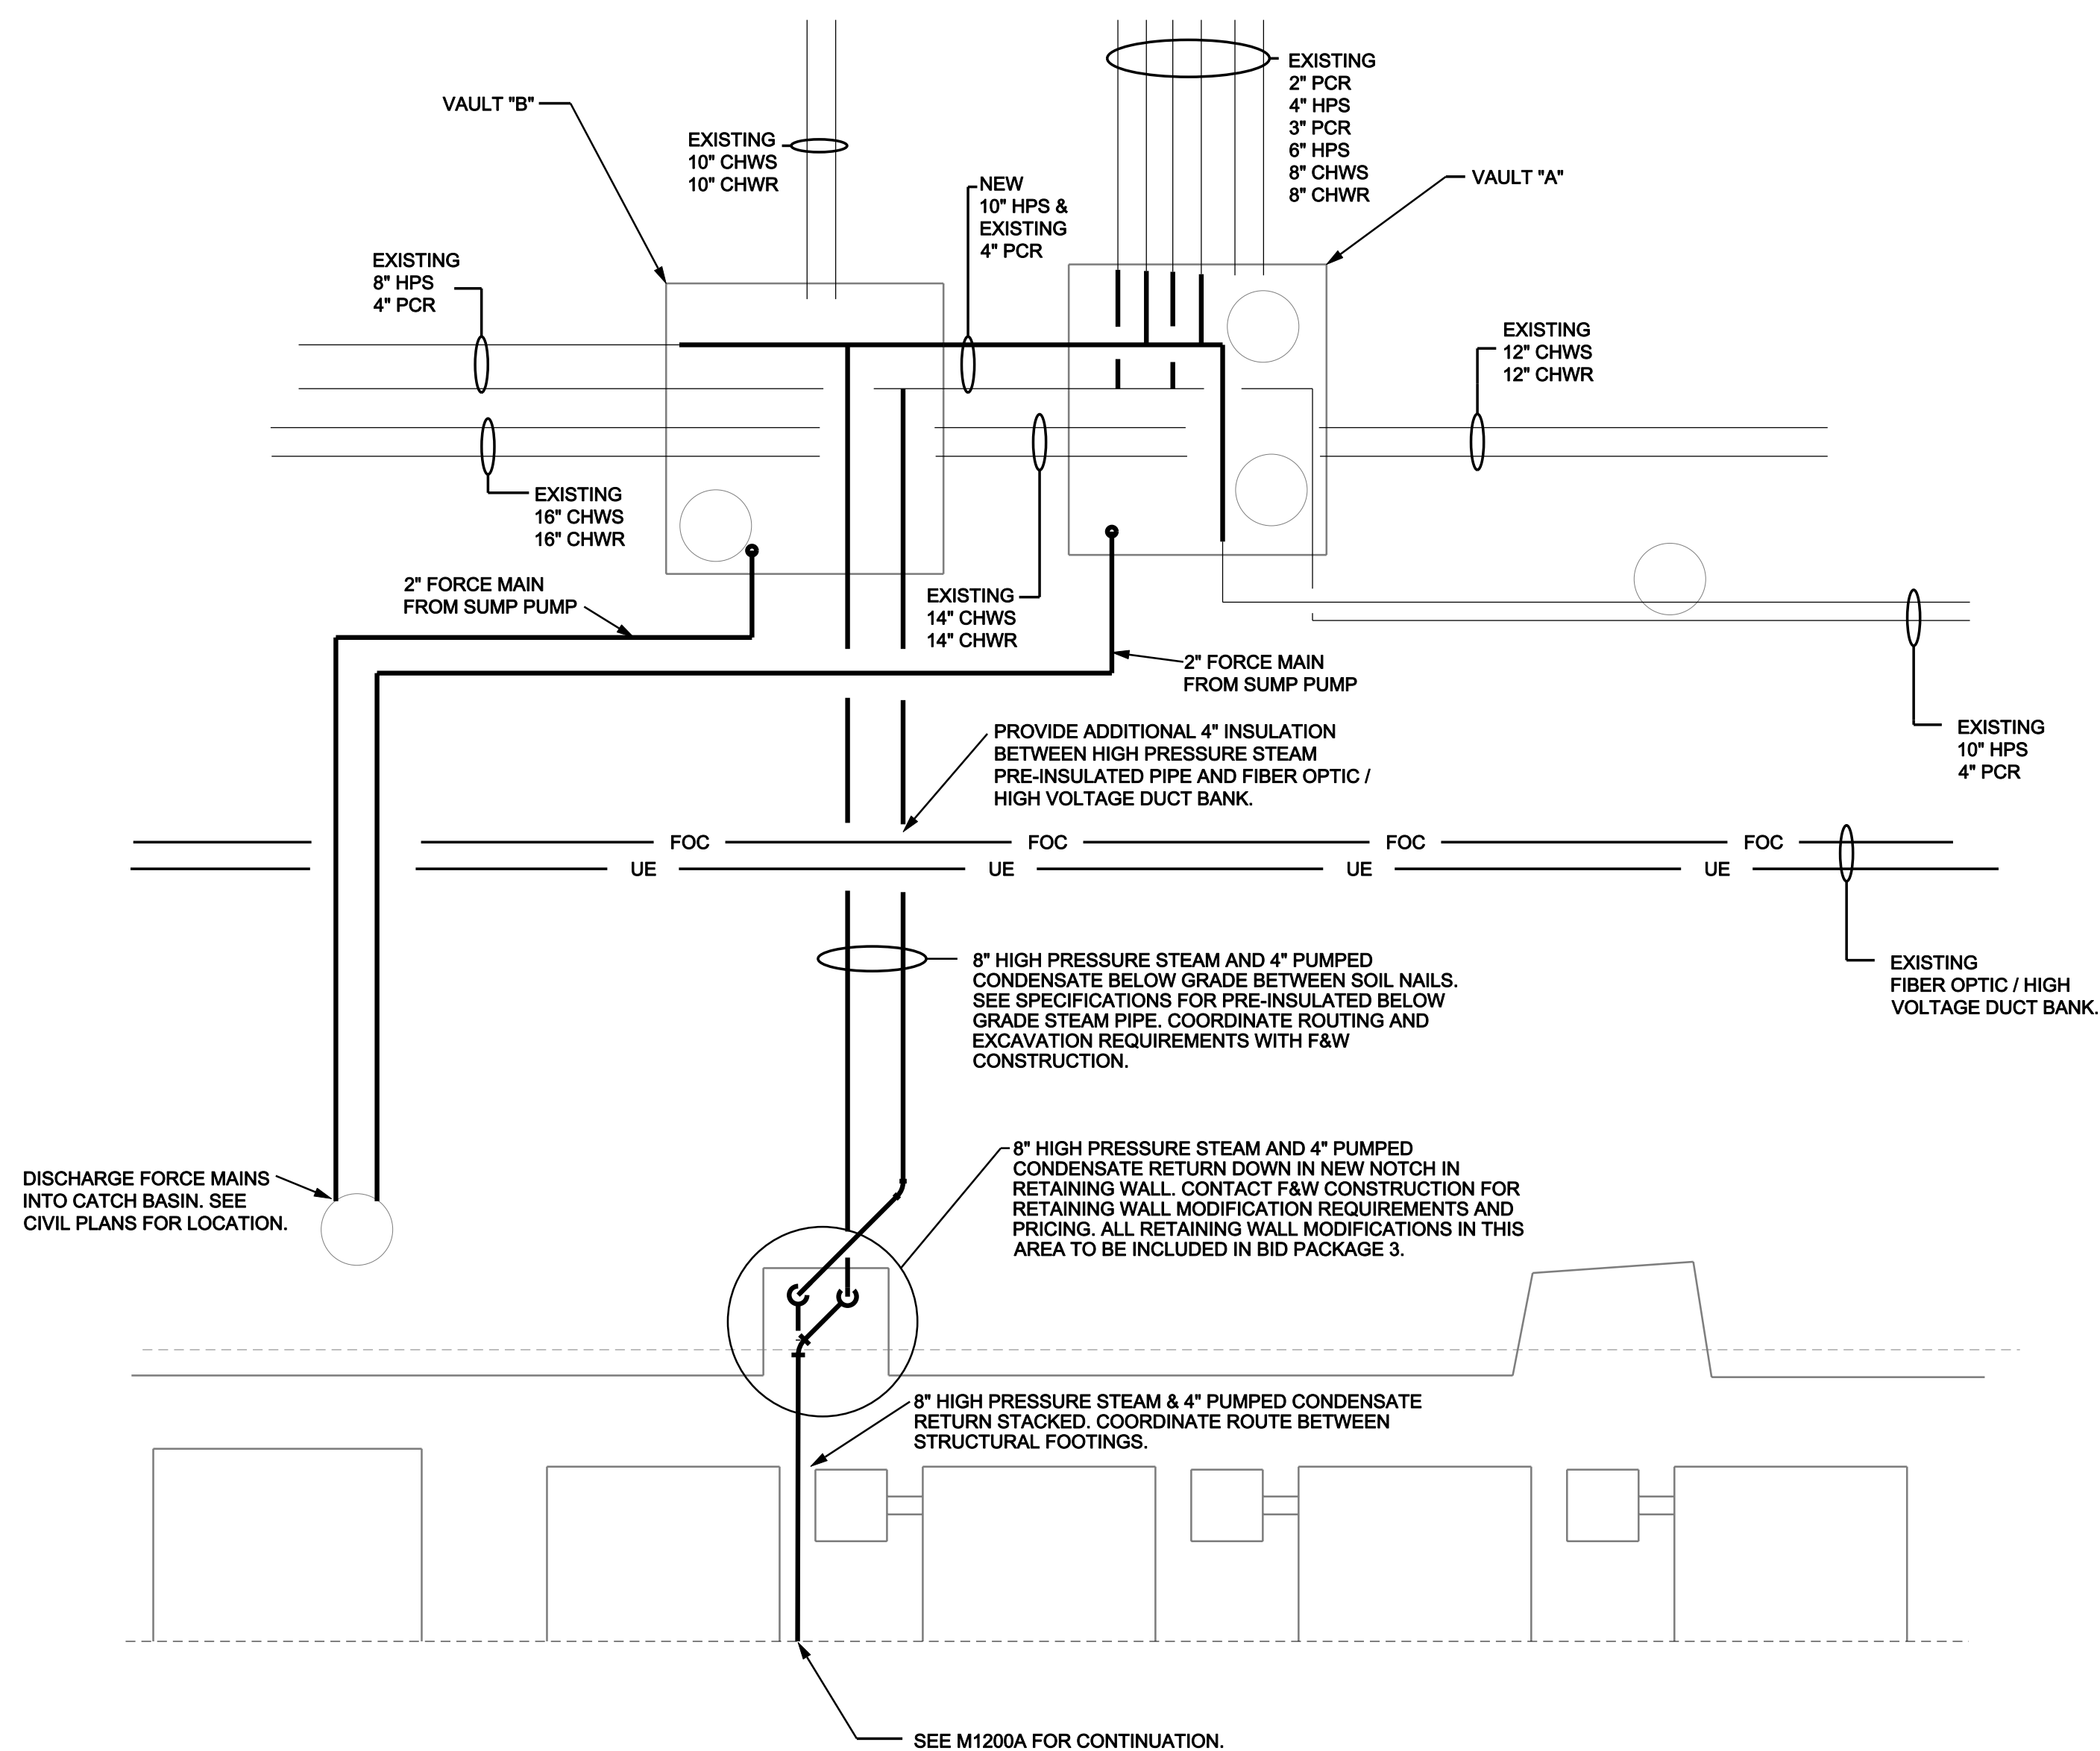 EXISTING
2" PCR
4" HPS
3" PCR
6" HPS
8" CHWS
8" CHWR
VAULT "B"
EXISTING
10" CHWS
10" CHWR
VAULT "A"
NEW
10" HPS &
EXISTING
4" PCR
EXISTING
8" HPS
4" PCR
EXISTING
12" CHWS
12" CHWR
EXISTING
16" CHWS
16" CHWR
2" FORCE MAIN
FROM SUMP PUMP
EXISTING
14" CHWS
14" CHWR
2" FORCE MAIN
FROM SUMP PUMP
EXISTING
10" HPS
4" PCR
PROVIDE ADDITIONAL 4" INSULATION
BETWEEN HIGH PRESSURE STEAM
PRE-INSULATED PIPE AND FIBER OPTIC /
HIGH VOLTAGE DUCT BANK.
FOC FOC FOC FOC
UE UE UE UE
8" HIGH PRESSURE STEAM AND 4" PUMPED
CONDENSATE BELOW GRADE BETWEEN SOIL NAILS.
SEE SPECIFICATIONS FOR PRE-INSULATED BELOW
GRADE STEAM PIPE. COORDINATE ROUTING AND
EXCAVATION REQUIREMENTS WITH F&W
CONSTRUCTION.
EXISTING
FIBER OPTIC / HIGH
VOLTAGE DUCT BANK.
8" HIGH PRESSURE STEAM AND 4" PUMPED
CONDENSATE RETURN DOWN IN NEW NOTCH IN
RETAINING WALL. CONTACT F&W CONSTRUCTION FOR
RETAINING WALL MODIFICATION REQUIREMENTS AND
PRICING. ALL RETAINING WALL MODIFICATIONS IN THIS
AREA TO BE INCLUDED IN BID PACKAGE 3.
DISCHARGE FORCE MAINS
INTO CATCH BASIN. SEE
CIVIL PLANS FOR LOCATION.
8" HIGH PRESSURE STEAM & 4" PUMPED CONDENSATE
RETURN STACKED. COORDINATE ROUTE BETWEEN
STRUCTURAL FOOTINGS.
SEE M1200A FOR CONTINUATION.